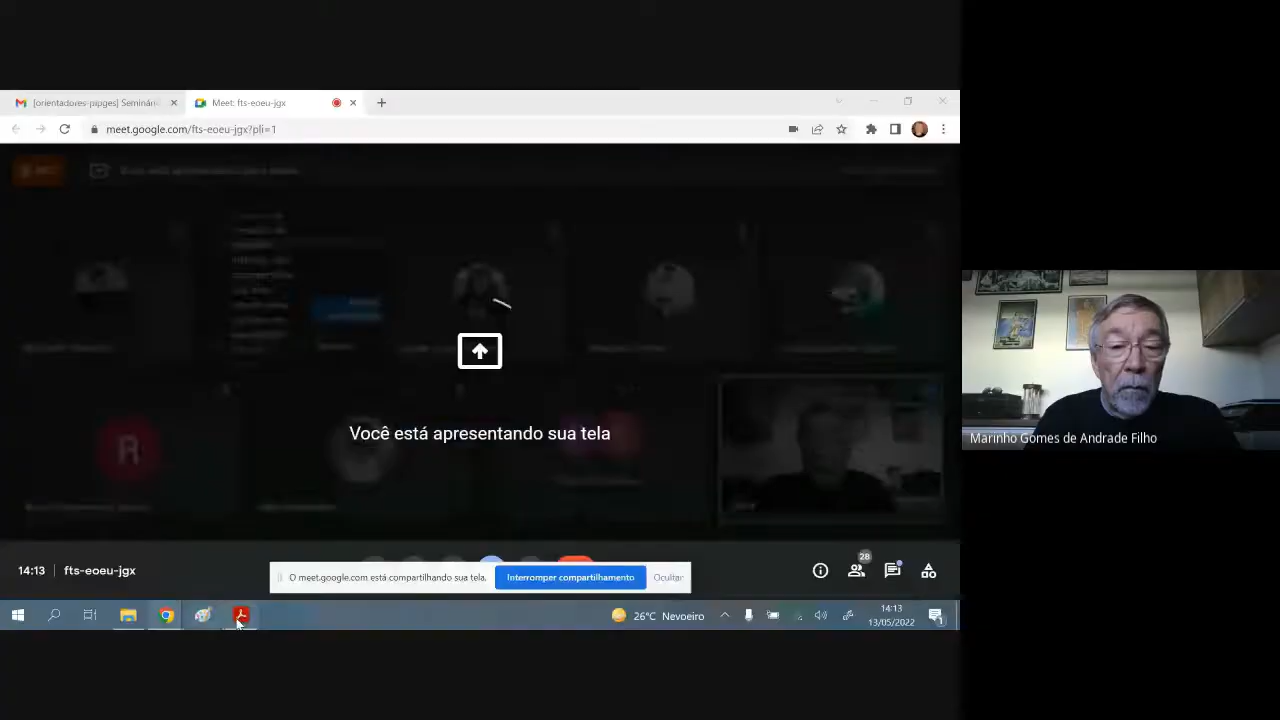 [orientadores-pipges] Seminári
Meet: fts-eoeu-jgx
meet.google.com/fts-eoeu-jgx?pli=1
R
Você está apresentando sua tela
Marinho Gomes de Andrade Filho
14:13
fts-eoeu-jgx
O meet.google.com está compartilhando sua tela.
Interromper compartilhamento
Ocultar
28
26°C Nevoeiro
14:13
13/05/2022
1